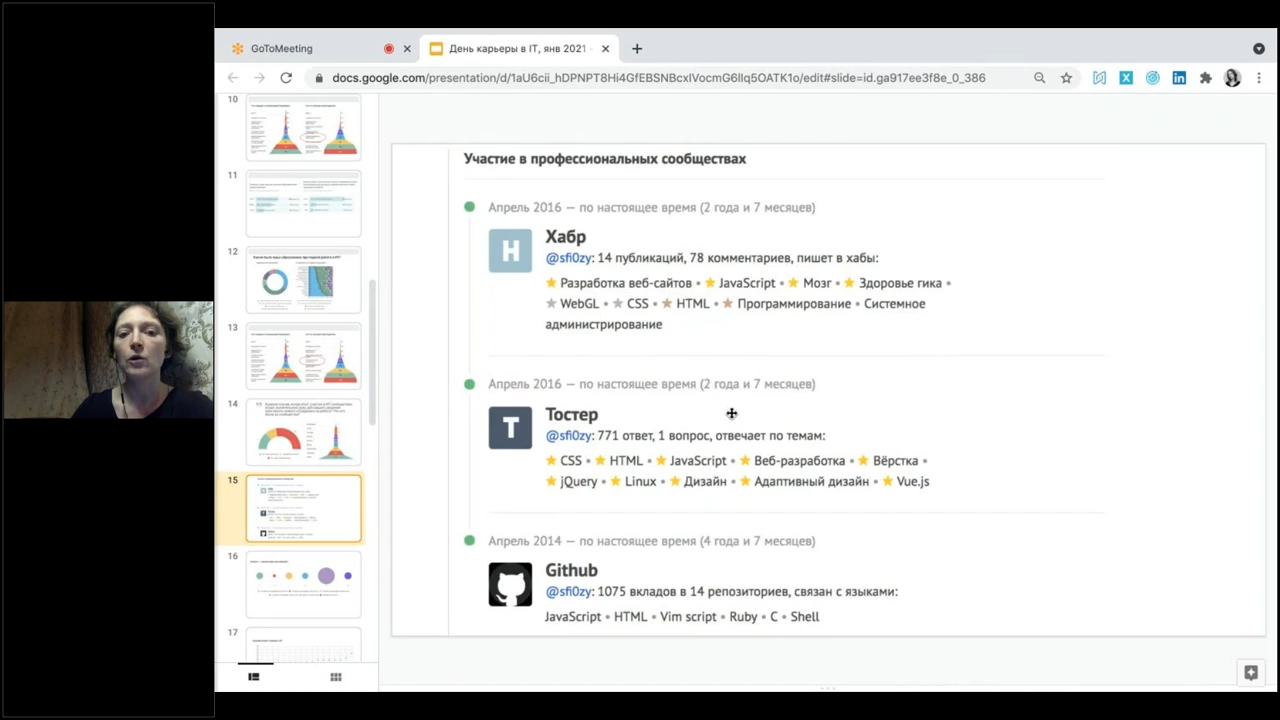 GoToMeeting
День карьеры в IT, янв 2021 -
docs.google.com/presentation/d/1aU6cii_hDPNPT8Hi4GfEBSNBcxIVocmG6llq5OATK1o/edit#slide=id.ga917ee3f8e_0_386
10
11
12
13
14
15
16
17
Участие в профессиональных сообществах
Апрель 2016 — по настоящее время (2 года и 7 месяцев)
H
Хабр
@sfi0zy: 14 публикаций, 78 комментариев, пишет в хабы:
Разработка веб-сайтов • JavaScript • Мозг • Здоровье гика •
WebGL • CSS • HTML • Программирование • Системное
администрирование
Апрель 2016 — по настоящее время (2 года и 7 месяцев)
T
Тостер
@sfi0zy: 771 ответ, 1 вопрос, отвечает по темам:
CSS • HTML • JavaScript • Веб-разработка • Вёрстка •
jQuery • Linux • Дизайн • Адаптивный дизайн • Vue.js
Апрель 2014 — по настоящее время (4 года и 7 месяцев)
Github
@sfi0zy: 1075 вкладов в 14 репозиториев, связан с языками:
JavaScript • HTML • Vim script • Ruby • C • Shell